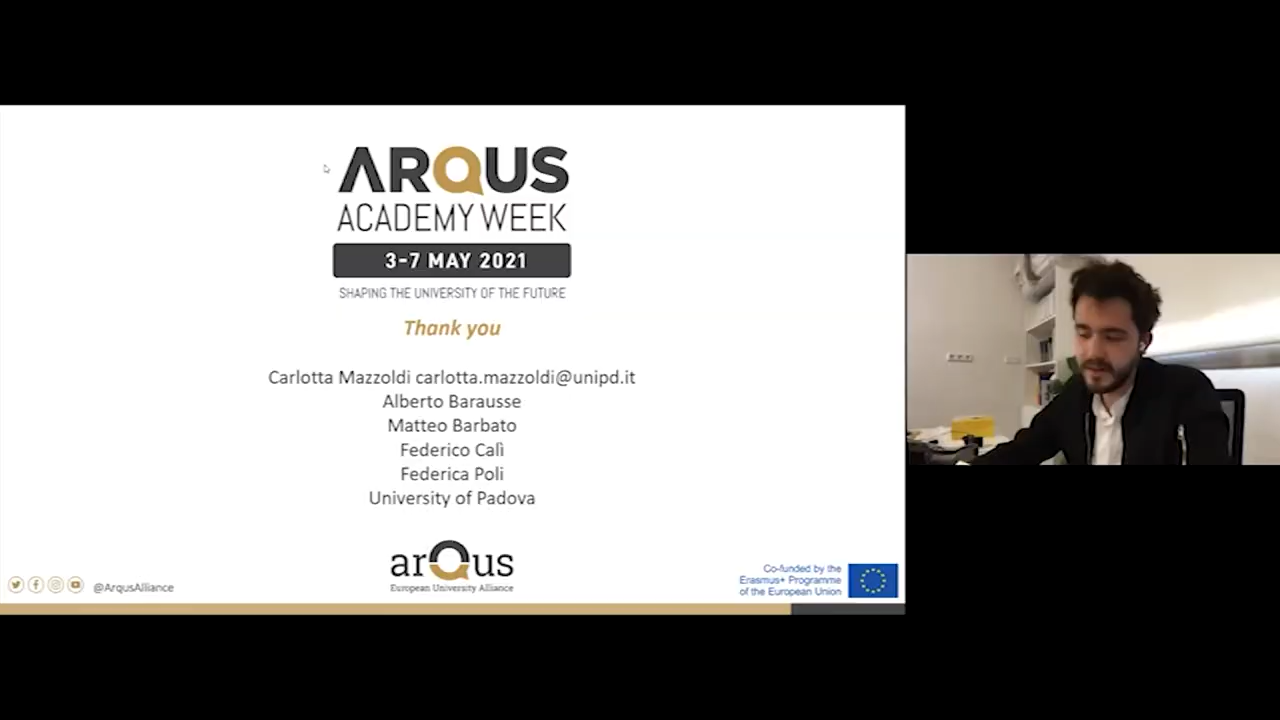 ARQUS
ACADEMY WEEK
3-7 MAY 2021
SHAPING THE UNIVERSITY OF THE FUTURE
Thank you
Carlotta Mazzoldi carlotta.mazzoldi@unipd.it
Alberto Barausse
Matteo Barbato
Federico Calì
Federica Poli
University of Padova
arQus
European University Alliance
@ArqusAlliance
Co-funded by the
Erasmus+ Programme
of the European Union